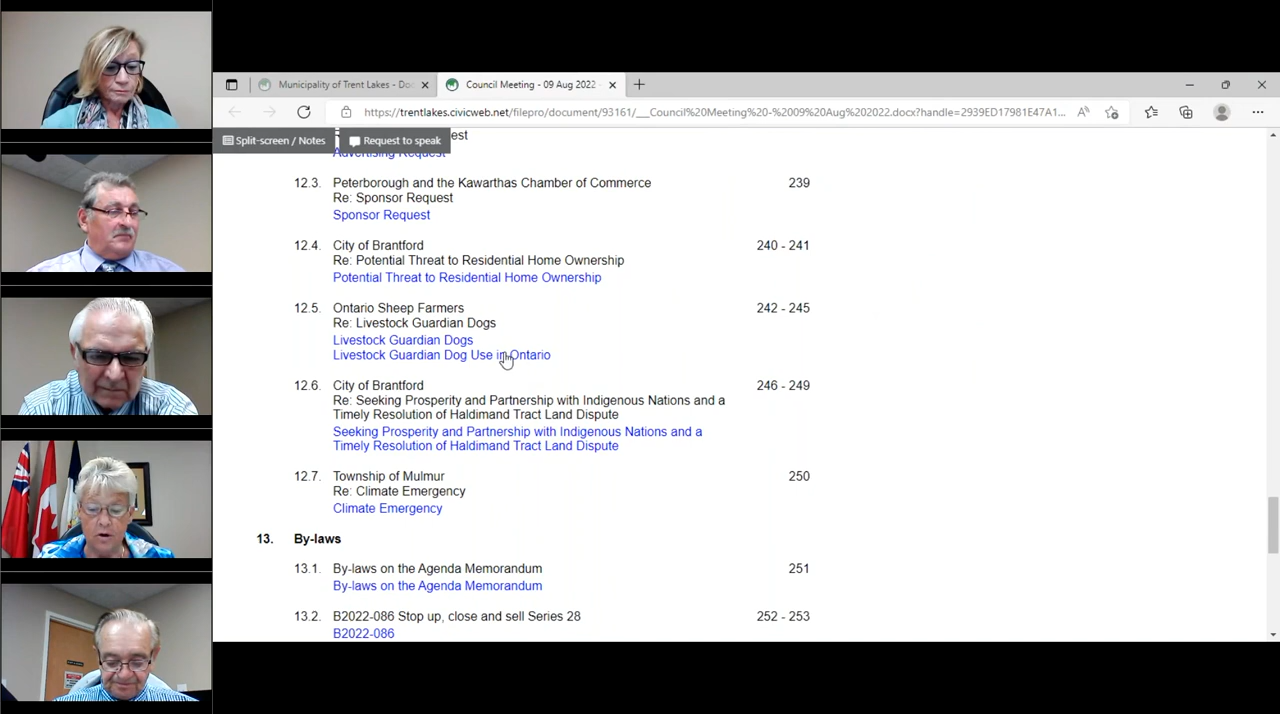 Municipality of Trent Lakes - Doc
Council Meeting - 09 Aug 2022
https://trentlakes.civicweb.net/filepro/document/93161/__Council%20Meeting%20-%2009%20Aug%202022.docx?handle=2939ED17981E47A1...
Split-screen / Notes
Request to speak
est
Advertising Request
12.3. Peterborough and the Kawarthas Chamber of Commerce 239
Re: Sponsor Request
Sponsor Request
12.4. City of Brantford 240 - 241
Re: Potential Threat to Residential Home Ownership
Potential Threat to Residential Home Ownership
12.5. Ontario Sheep Farmers 242 - 245
Re: Livestock Guardian Dogs
Livestock Guardian Dogs
Livestock Guardian Dog Use in Ontario
12.6. City of Brantford 246 - 249
Re: Seeking Prosperity and Partnership with Indigenous Nations and a
Timely Resolution of Haldimand Tract Land Dispute
Seeking Prosperity and Partnership with Indigenous Nations and a
Timely Resolution of Haldimand Tract Land Dispute
12.7. Township of Mulmur 250
Re: Climate Emergency
Climate Emergency
13. By-laws
13.1. By-laws on the Agenda Memorandum 251
By-laws on the Agenda Memorandum
13.2. B2022-086 Stop up, close and sell Series 28 252 - 253
B2022-086